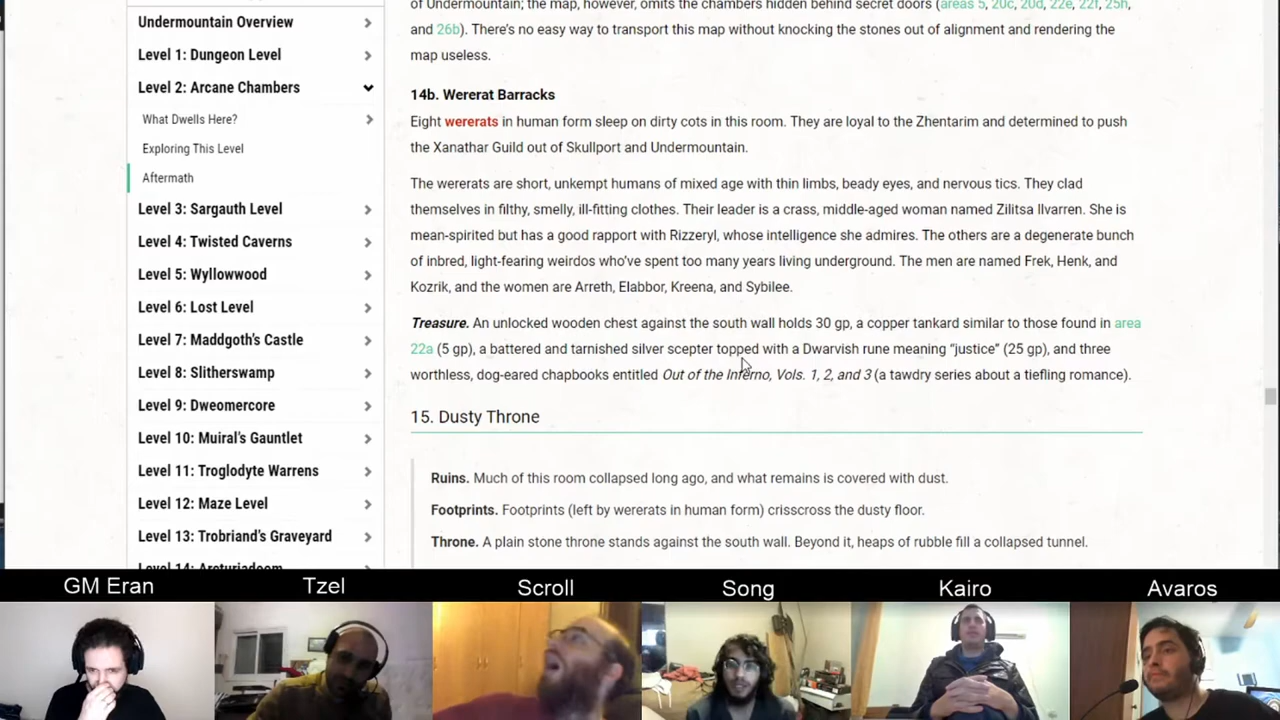 Undermountain Overview
Level 1: Dungeon Level
Level 2: Arcane Chambers
What Dwells Here?
Exploring This Level
Aftermath
Level 3: Sargauth Level
Level 4: Twisted Caverns
Level 5: Wyllowwood
Level 6: Lost Level
Level 7: Maddgoth's Castle
Level 8: Slitherswamp
Level 9: Dweomercore
Level 10: Muiral's Gauntlet
Level 11: Troglodyte Warrens
Level 12: Maze Level
Level 13: Trobriand's Graveyard
Level 14: Arcturiadoom
of Undermountain; the map, however, omits the chambers hidden behind secret doors (areas 5, 20c, 20d, 22e, 22f, 25h,
and 26b). There's no easy way to transport this map without knocking the stones out of alignment and rendering the
map useless.
14b. Wererat Barracks
Eight wererats in human form sleep on dirty cots in this room. They are loyal to the Zhentarim and determined to push
the Xanathar Guild out of Skullport and Undermountain.
The wererats are short, unkempt humans of mixed age with thin limbs, beady eyes, and nervous tics. They clad
themselves in filthy, smelly, ill-fitting clothes. Their leader is a crass, middle-aged woman named Zilitsa Ilvarren. She is
mean-spirited but has a good rapport with Rizzeryl, whose intelligence she admires. The others are a degenerate bunch
of inbred, light-fearing weirdos who've spent too many years living underground. The men are named Frek, Henk, and
Kozrik, and the women are Arreth, Elabbor, Kreena, and Sybilee.
Treasure. An unlocked wooden chest against the south wall holds 30 gp, a copper tankard similar to those found in area
22a (5 gp), a battered and tarnished silver scepter topped with a Dwarvish rune meaning “justice” (25 gp), and three
worthless, dog-eared chapbooks entitled Out of the Inferno, Vols. 1, 2, and 3 (a tawdry series about a tiefling romance).
15. Dusty Throne
Ruins. Much of this room collapsed long ago, and what remains is covered with dust.
Footprints. Footprints (left by wererats in human form) crisscross the dusty floor.
Throne. A plain stone throne stands against the south wall. Beyond it, heaps of rubble fill a collapsed tunnel.
GM Eran
Tzel
Scroll
Song
Kairo
Avaros